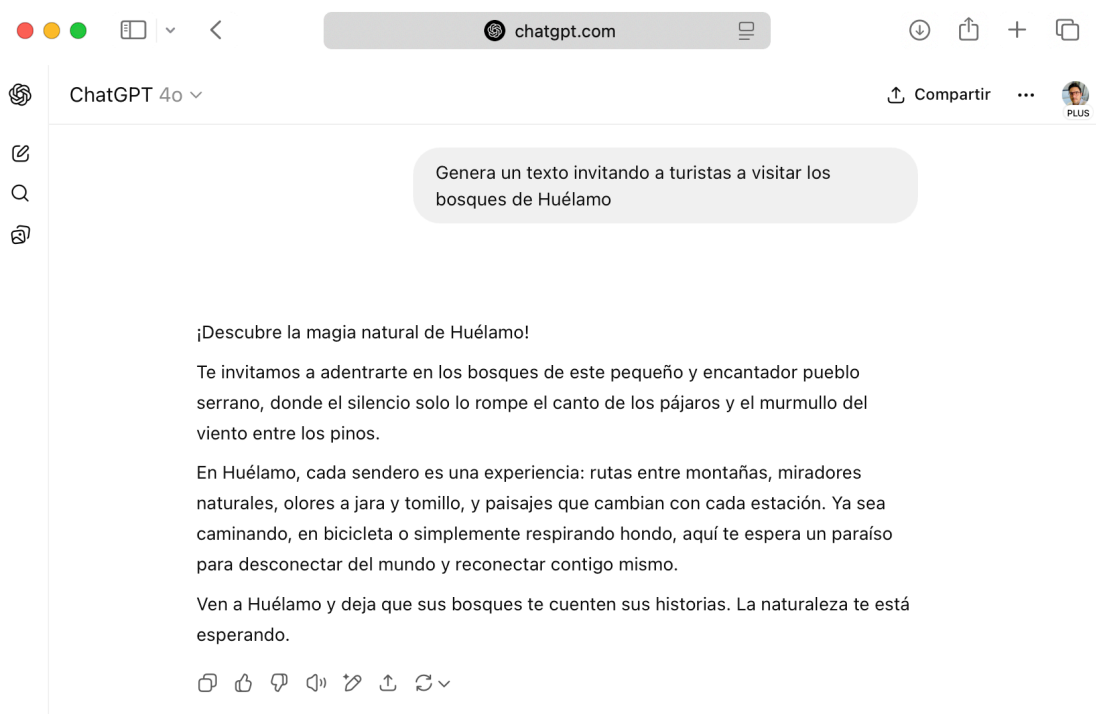 chatgpt.com
ChatGPT 4o
Compartir
PLUS
Genera un texto invitando a turistas a visitar los
bosques de Huélamo
¡Descubre la magia natural de Huélamo!
Te invitamos a adentrarte en los bosques de este pequeño y encantador pueblo
serrano, donde el silencio solo lo rompe el canto de los pájaros y el murmullo del
viento entre los pinos.
En Huélamo, cada sendero es una experiencia: rutas entre montañas, miradores
naturales, olores a jara y tomillo, y paisajes que cambian con cada estación. Ya sea
caminando, en bicicleta o simplemente respirando hondo, aquí te espera un paraíso
para desconectar del mundo y reconectar contigo mismo.
Ven a Huélamo y deja que sus bosques te cuenten sus historias. La naturaleza te está
esperando.